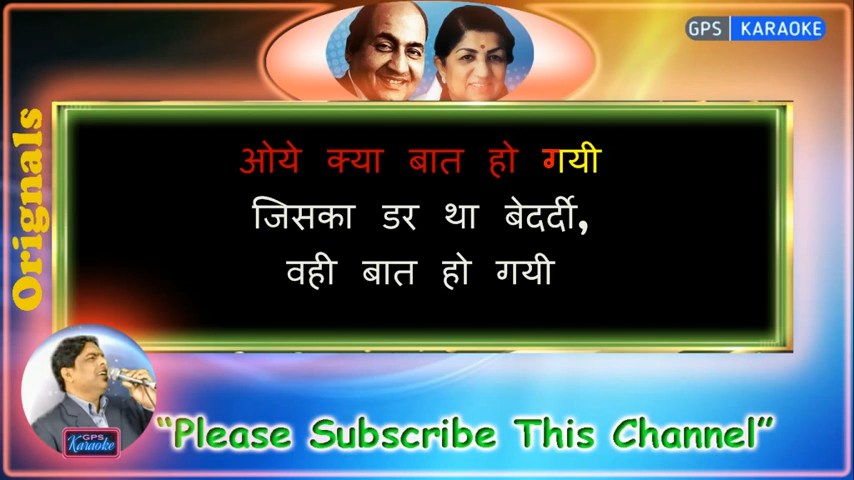 GPS | KARAOKE
Orignals
ओये क्या बात हो गयी
जिसका डर था बेदर्दी,
वही बात हो गयी
GPS
Karaoke
“Please Subscribe This Channel”